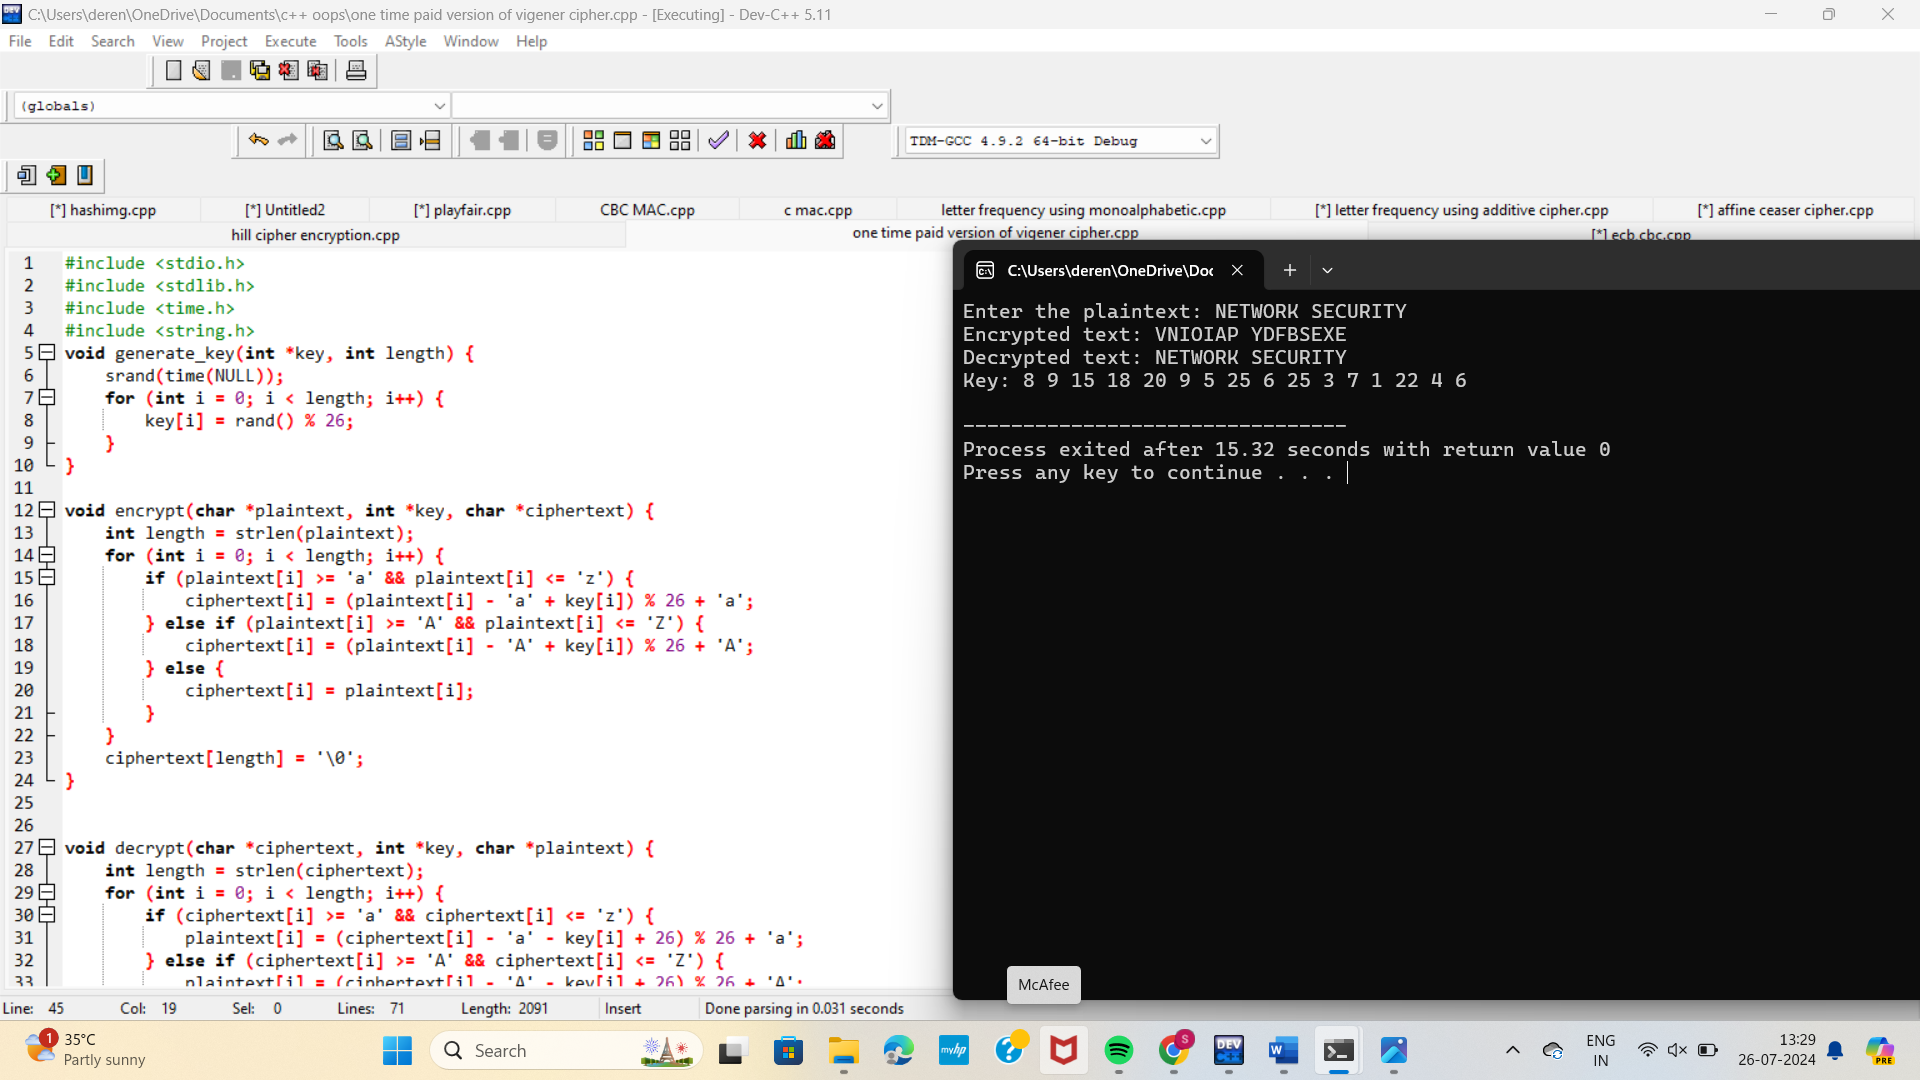 C:\Users\deren\OneDrive\Documents\c++ oops\one time paid version of vigener cipher.cpp - [Executing] - Dev-C++ 5.11
File Edit Search View Project Execute Tools AStyle Window Help
(globals)
TDM-GCC 4.9.2 64-bit Debug
[*] hashimg.cpp [*] Untitled2 [*] playfair.cpp CBC MAC.cpp c mac.cpp letter frequency using monoalphabetic.cpp [*] letter frequency using additive cipher.cpp [*] affine ceaser cipher.cpp
hill cipher encryption.cpp one time paid version of vigener cipher.cpp [*] ecb cbc.cpp
1 #include <stdio.h>
2 #include <stdlib.h>
3 #include <time.h>
4 #include <string.h>
5 void generate_key(int *key, int length) {
6 srand(time(NULL));
7 for (int i = 0; i < length; i++) {
8 key[i] = rand() % 26;
9 }
10 }
11
12 void encrypt(char *plaintext, int *key, char *ciphertext) {
13 int length = strlen(plaintext);
14 for (int i = 0; i < length; i++) {
15 if (plaintext[i] >= 'a' && plaintext[i] <= 'z') {
16 ciphertext[i] = (plaintext[i] - 'a' + key[i]) % 26 + 'a';
17 } else if (plaintext[i] >= 'A' && plaintext[i] <= 'Z') {
18 ciphertext[i] = (plaintext[i] - 'A' + key[i]) % 26 + 'A';
19 } else {
20 ciphertext[i] = plaintext[i];
21 }
22 }
23 ciphertext[length] = '\0';
24 }
25
26
27 void decrypt(char *ciphertext, int *key, char *plaintext) {
28 int length = strlen(ciphertext);
29 for (int i = 0; i < length; i++) {
30 if (ciphertext[i] >= 'a' && ciphertext[i] <= 'z') {
31 plaintext[i] = (ciphertext[i] - 'a' - key[i] + 26) % 26 + 'a';
32 } else if (ciphertext[i] >= 'A' && ciphertext[i] <= 'Z') {
33 plaintext[i] = (ciphertext[i] - 'A' - key[i] + 26) % 26 + 'A';
C:\Users\deren\OneDrive\Doc
Enter the plaintext: NETWORK SECURITY
Encrypted text: VNIOIAP YDFBSEXE
Decrypted text: NETWORK SECURITY
Key: 8 9 15 18 20 9 5 25 6 25 3 7 1 22 4 6
--------------------------------
Process exited after 15.32 seconds with return value 0
Press any key to continue . . .
McAfee
Line: 45 Col: 19 Sel: 0 Lines: 71 Length: 2091 Insert Done parsing in 0.031 seconds
1
35°C
Partly sunny
Search
myhp
S
DEV
C++
W
ENG
IN
13:29
26-07-2024
PRE